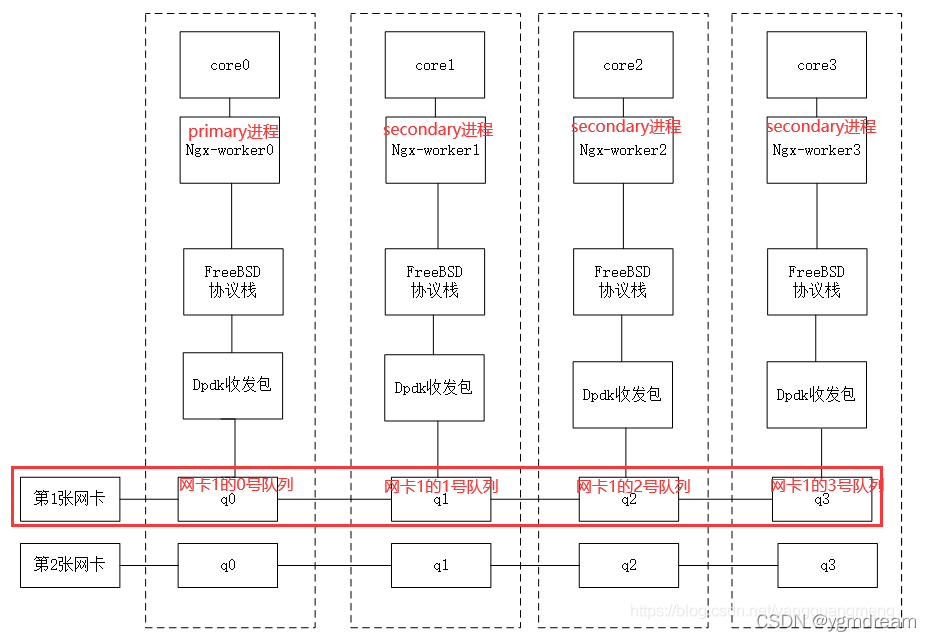 core0
core1
core2
core3
primary进程
secondary进程
secondary进程
secondary进程
Ngx-worker0
Ngx-worker1
Ngx-worker2
Ngx-worker3
FreeBSD
协议栈
FreeBSD
协议栈
FreeBSD
协议栈
FreeBSD
协议栈
Dpdk收发包
Dpdk收发包
Dpdk收发包
Dpdk收发包
网卡1的0号队列
网卡1的1号队列
网卡1的2号队列
网卡1的3号队列
第1张网卡
q0
q1
q2
q3
第2张网卡
q0
q1
q2
q3
https://blog.csdn.net/yangguangmeng
CSDN @ygmdream